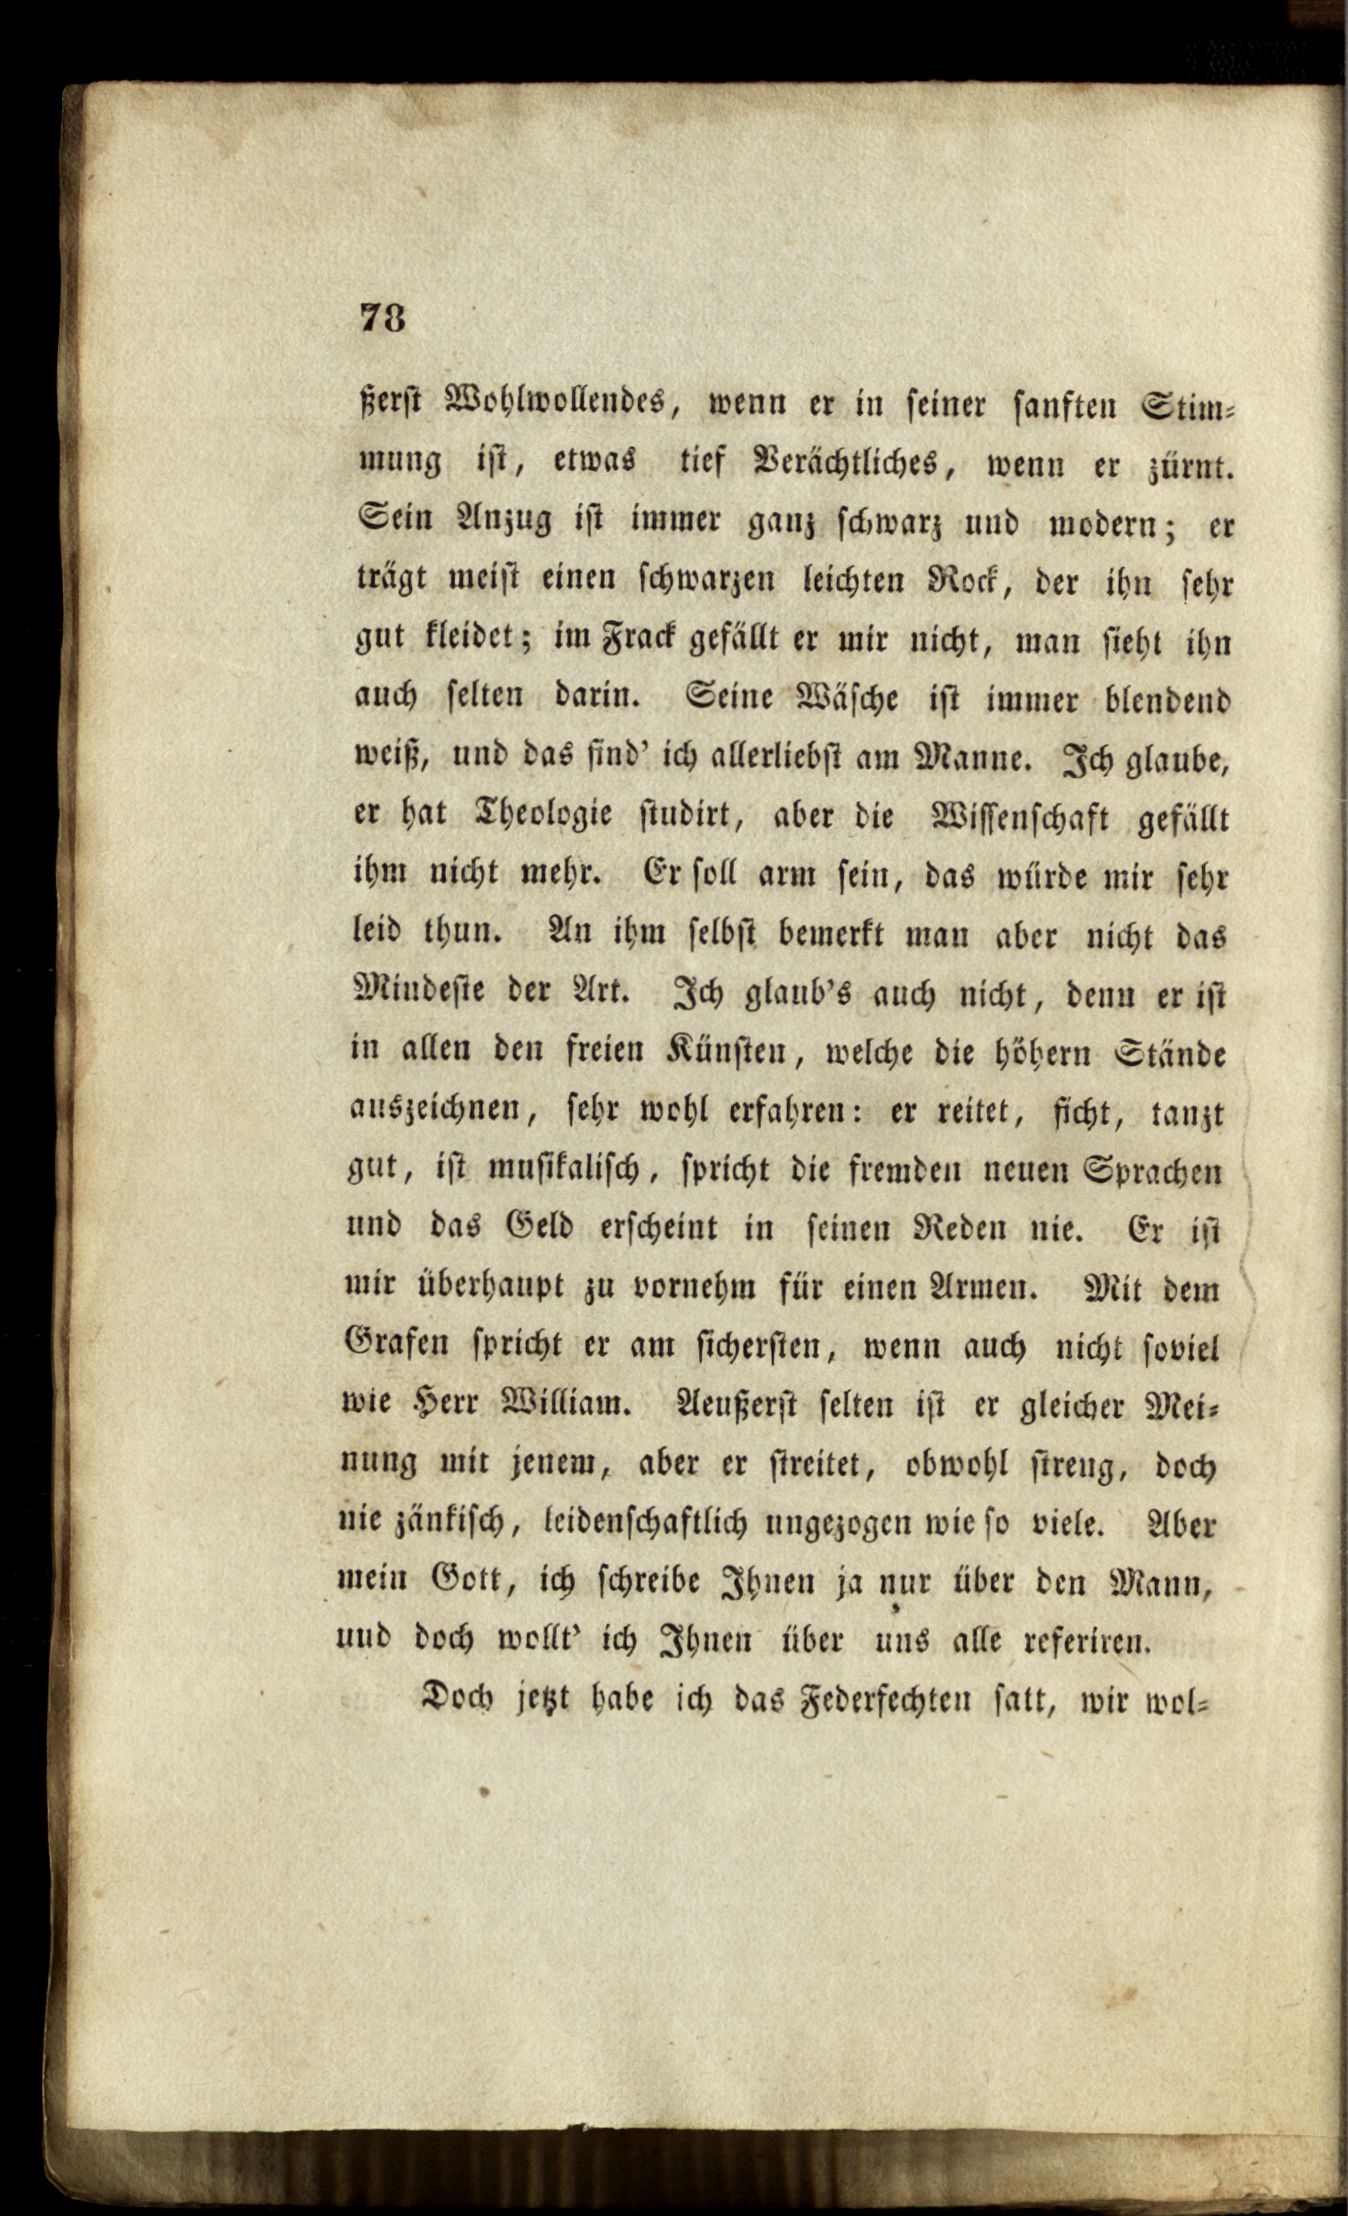 78
ßerst Wohlwollendes, wenn er in seiner sanften Stim-
mung ist, etwas tief Verächtliches, wenn er zürnt.
Sein Anzug ist immer ganz schwarz und modern; er
trägt meist einen schwarzen leichten Rock, der ihn sehr
gut kleidet; im Frack gefällt er mir nicht, man sieht ihn
auch selten darin. Seine Wäsche ist immer blendend
weiß, und das find' ich allerliebst am Manne. Ich glaube,
er hat Theologie studirt, aber die Wissenschaft gefällt
ihm nicht mehr. Er soll arm sein, das würde mir sehr
leid thun. An ihm selbst bemerkt man aber nicht das
Mindeste der Art. Ich glaub's auch nicht, denn er ist
in allen den freien Künsten, welche die höhern Stände
auszeichnen, sehr wohl erfahren: er reitet, ficht, tanzt
gut, ist musikalisch, spricht die fremden neuen Sprachen
und das Geld erscheint in seinen Reden nie. Er ist
mir überhaupt zu vornehm für einen Armen. Mit dem
Grafen spricht er am sichersten, wenn auch nicht soviel
wie Herr William. Aeußerst selten ist er gleicher Mei-
nung mit jenem, aber er streitet, obwohl streng, doch
nie zänkisch, leidenschaftlich ungezogen wie so viele. Aber
mein Gott, ich schreibe Ihnen ja nur über den Mann,
und doch wollt' ich Ihnen über uns alle referiren.
Doch jetzt habe ich das Federfechten satt, wir wol-